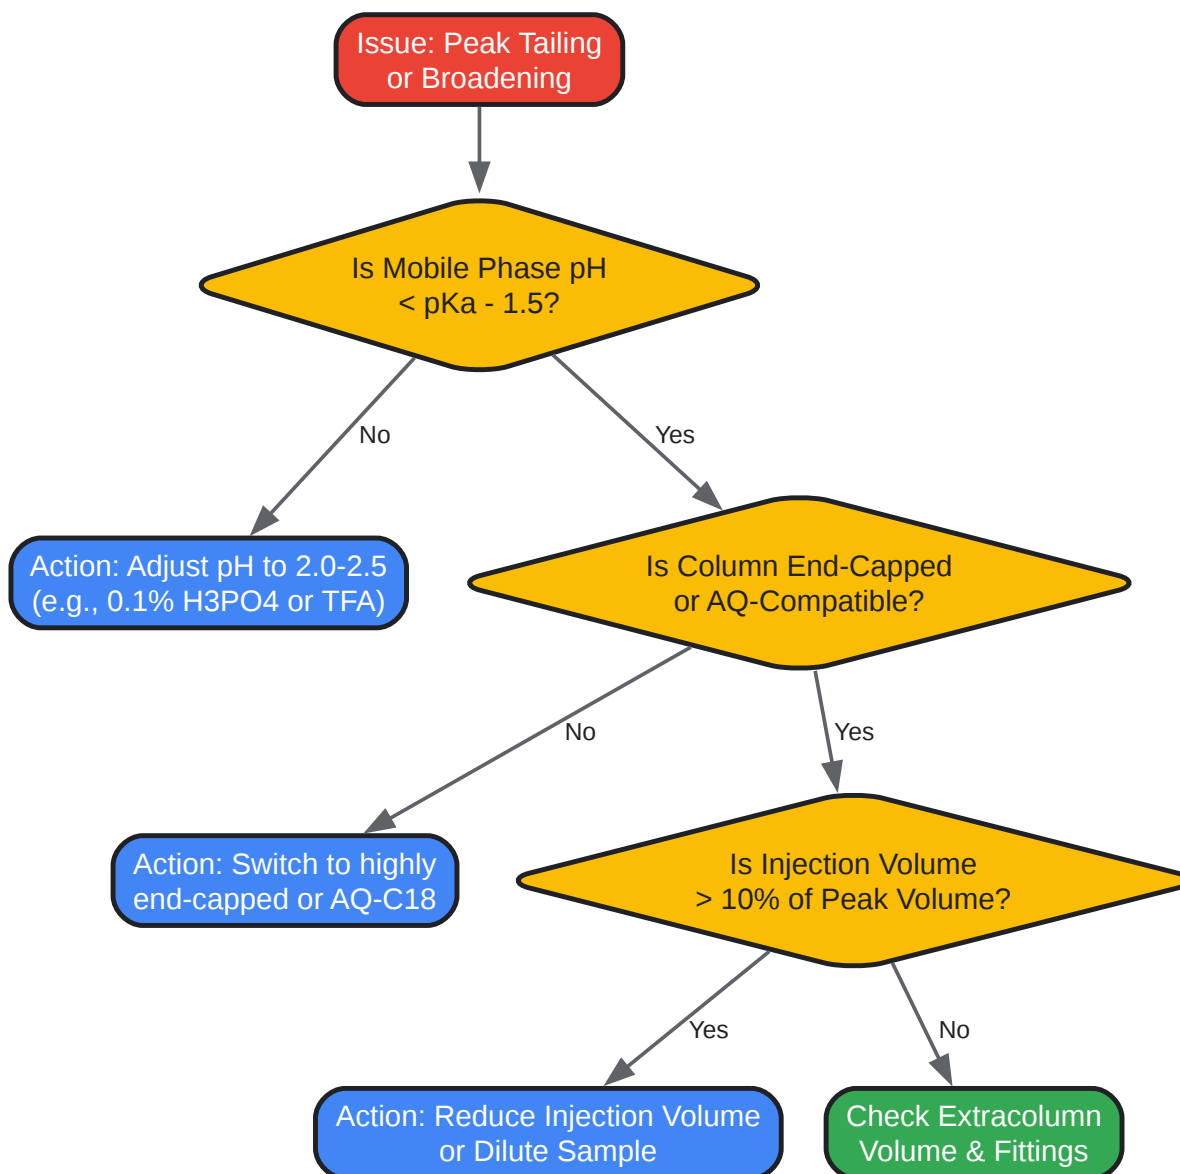 Issue: Peak Tailing
or Broadening
Is Mobile Phase pH
< pKa - 1.5?
No
Yes
Action: Adjust pH to 2.0-2.5
(e.g., 0.1% H3PO4 or TFA)
Is Column End-Capped
or AQ-Compatible?
No
Yes
Action: Switch to highly
end-capped or AQ-C18
Is Injection Volume
> 10% of Peak Volume?
Yes
No
Action: Reduce Injection Volume
or Dilute Sample
Check Extracolumn
Volume & Fittings